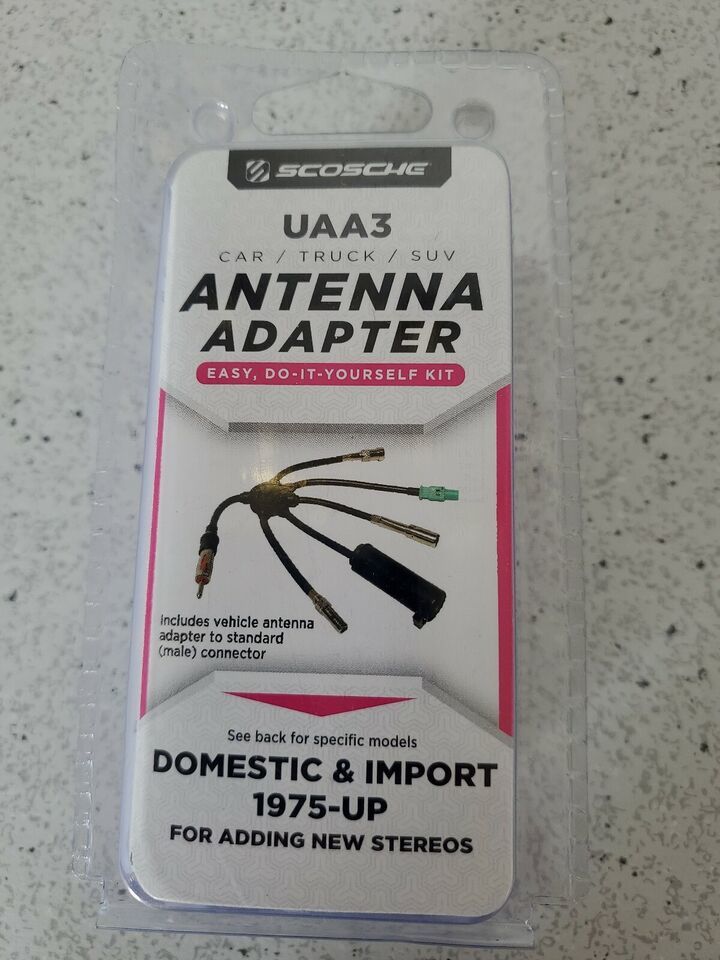 SCOSCHE
UAA3
CAR / TRUCK / SUV
ANTENNA
ADAPTER
EASY, DO-IT-YOURSELF KIT
Includes vehicle antenna
adapter to standard
(male) connector
See back for specific models
DOMESTIC & IMPORT
1975-UP
FOR ADDING NEW STEREOS